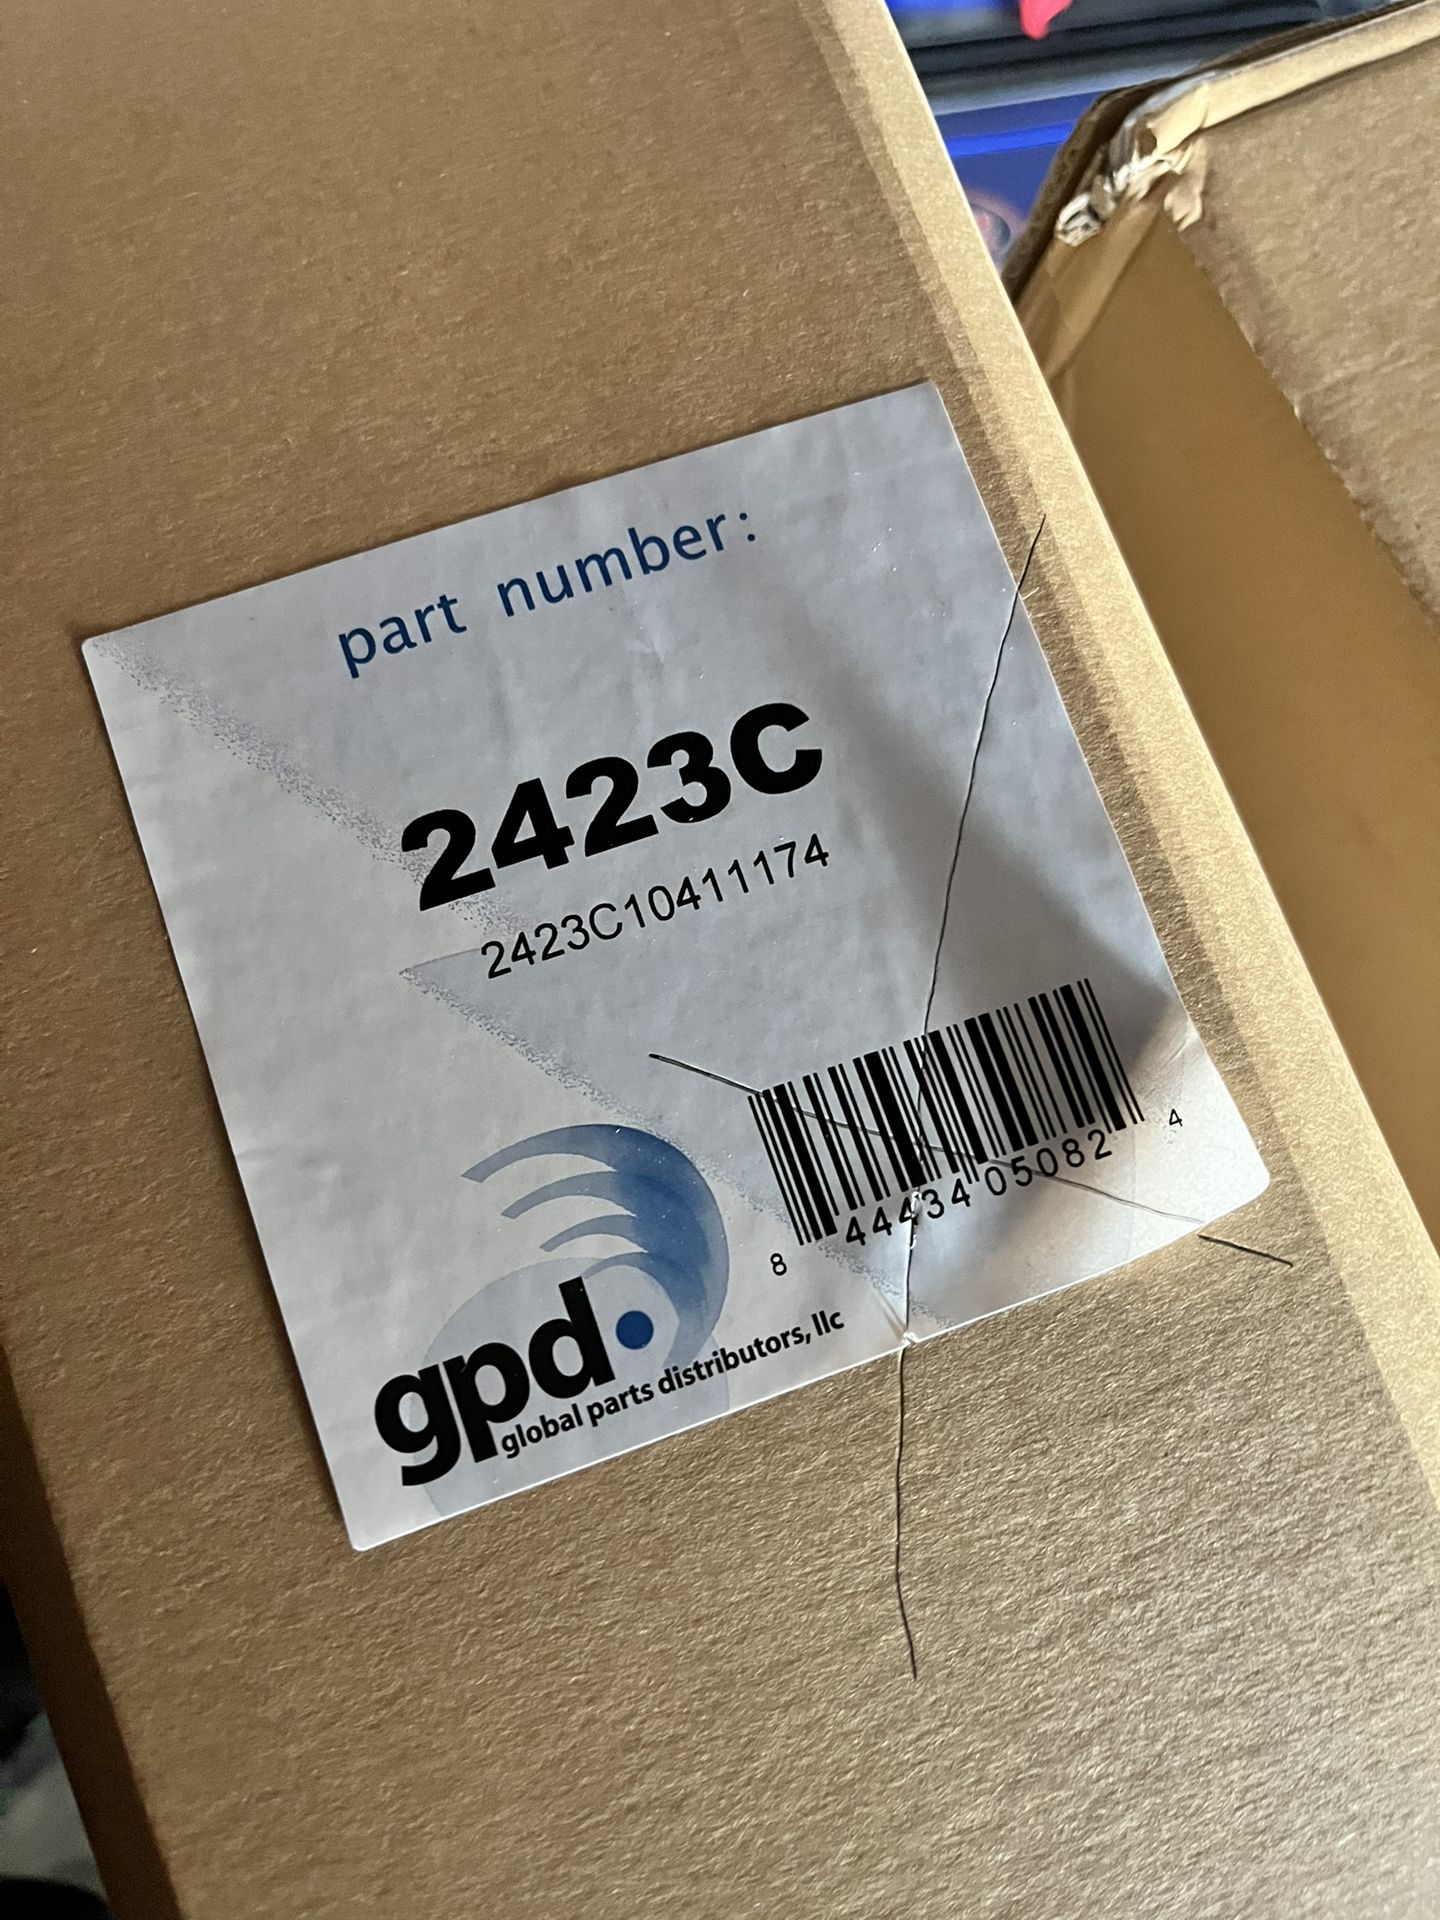 part number:
2423C
2423C10411174
8 44434 05082 4
gpd
global parts distributors, llc